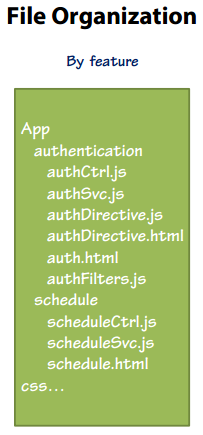 File Organization
By feature
App
authentication
authCtrl.js
authSvc.js
authDirective.js
authDirective.html
auth.html
authFilters.js
schedule
scheduleCtrl.js
scheduleSvc.js
schedule.html
css...